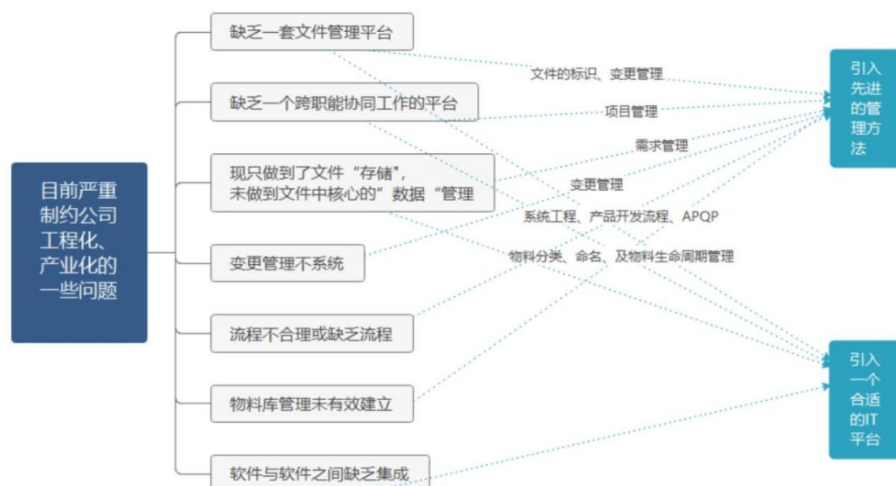 目前严重
制约公司
工程化、
产业化的
一些问题
缺乏一套文件管理平台
缺乏一个跨职能协同工作的平台
现只做到了文件“存储",
未做到文件中核心的”数据“管理
变更管理不系统
流程不合理或缺乏流程
物料库管理未有效建立
软件与软件之间缺乏集成
文件的标识、变更管理
项目管理
需求管理
变更管理
系统工程、产品开发流程、APQP
物料分类、命名、及物料生命周期管理
引入
先进
的管
理方
法
引入
一个
合适
的IT
平台